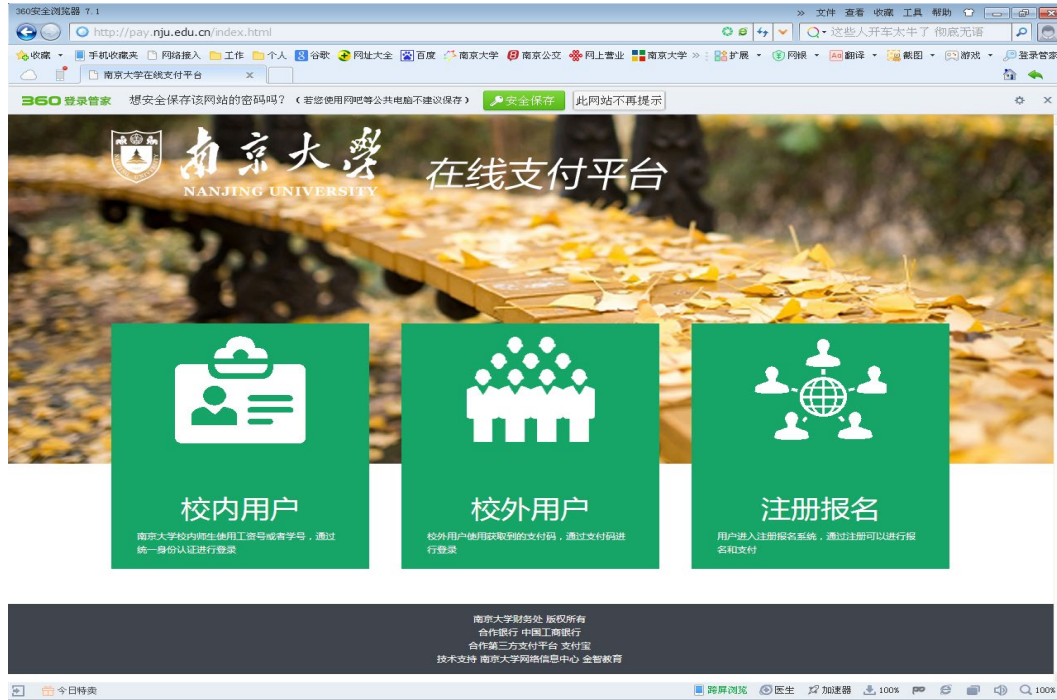 360安全浏览器 7.1
» 文件 查看 收藏 工具 帮助
http://pay.nju.edu.cn/index.html
这些人开车太牛了 彻底无语
收藏 手机收藏夹 网络接入 工作 个人 谷歌 网址大全 百度 南京大学 南京公交 网上营业 南京大学 » 扩展 网银 翻译 截图 游戏 登录管家
南京大学在线支付平台 x
360 登录管家 想安全保存该网站的密码吗?(若您使用网吧等公共电脑不建议保存) 安全保存 此网站不再提示
南京大學 在线支付平台
NANJING UNIVERSITY
校内用户
南京大学校内师生使用工资号或者学号,通过
统一身份认证进行登录
校外用户
校外用户使用获取到的支付码,通过支付码进
行登录
注册报名
用户进入注册报名系统,通过注册可以进行报
名和支付
南京大学财务处 版权所有
合作银行 中国工商银行
合作第三方支付平台 支付宝
技术支持 南京大学网络信息中心 金智教育
今日特卖 跨屏浏览 医生 加速器 100% 100%